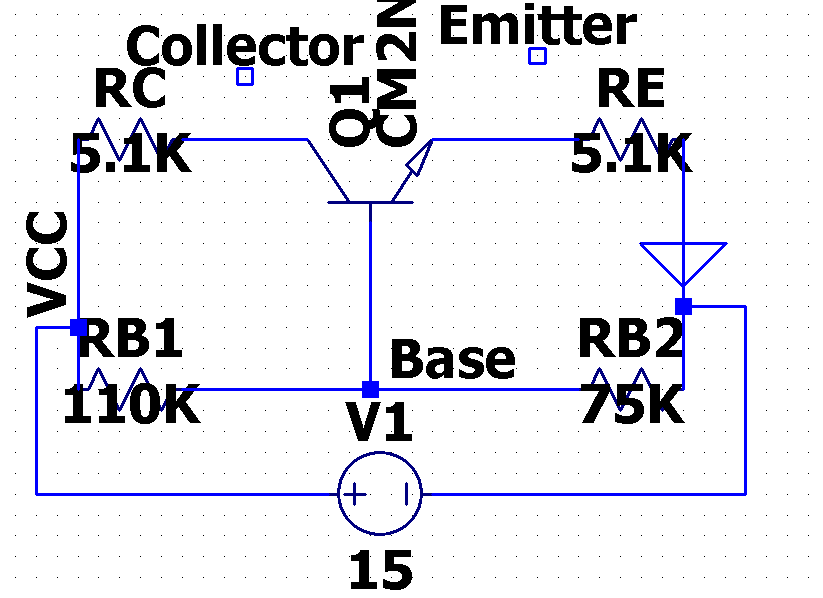 Collector
Emitter
RC
5.1K
Q1
CM2N
RE
5.1K
VCC
RB1
110K
Base
RB2
75K
V1
15